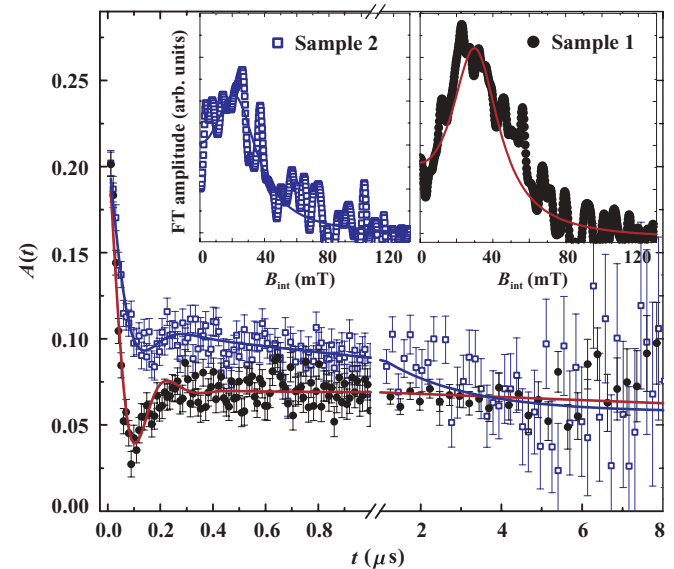 Sample 2
Sample 1
FT amplitude (arb. units)
0 40 80 120
0 40 80 120
B_int (mT)
B_int (mT)
0.25
0.20
0.15
0.10
0.05
0.00
A(t)
0.0 0.2 0.4 0.6 0.8 2 4 6 8
t (μs)